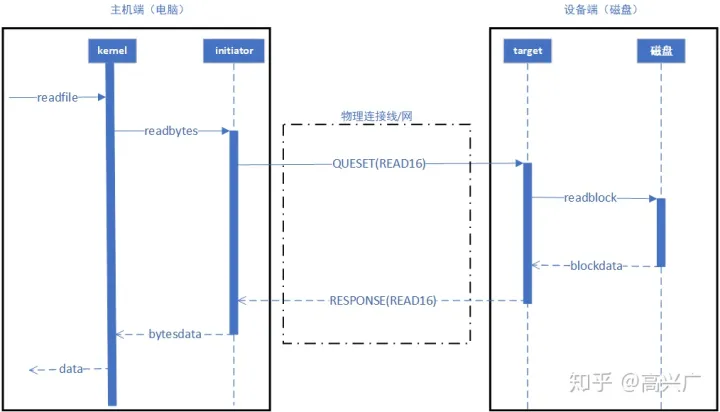 主机端（电脑）
设备端（磁盘）
kernel
initiator
target
磁盘
readfile
物理连接线/网
readbytes
QUESET(READ16)
readblock
blockdata
RESPONSE(READ16)
bytesdata
data
知乎 @高兴广